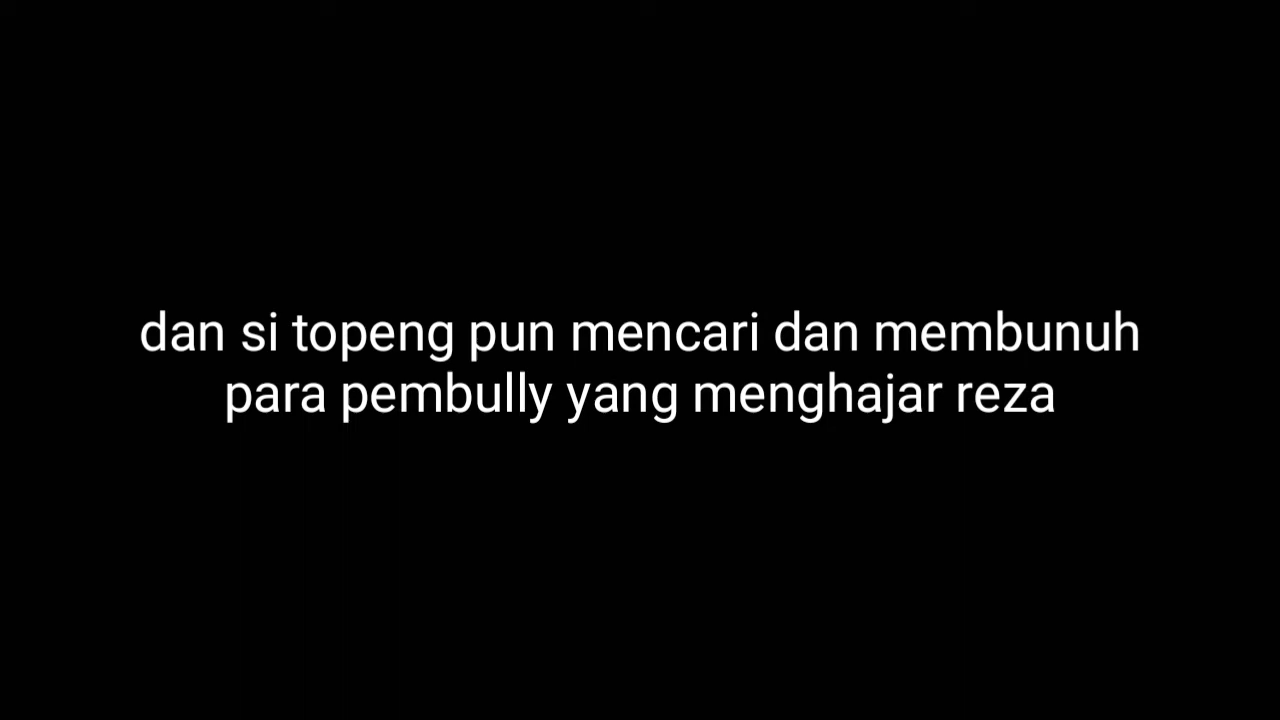 dan si topeng pun mencari dan membunuh
para pembully yang menghajar reza